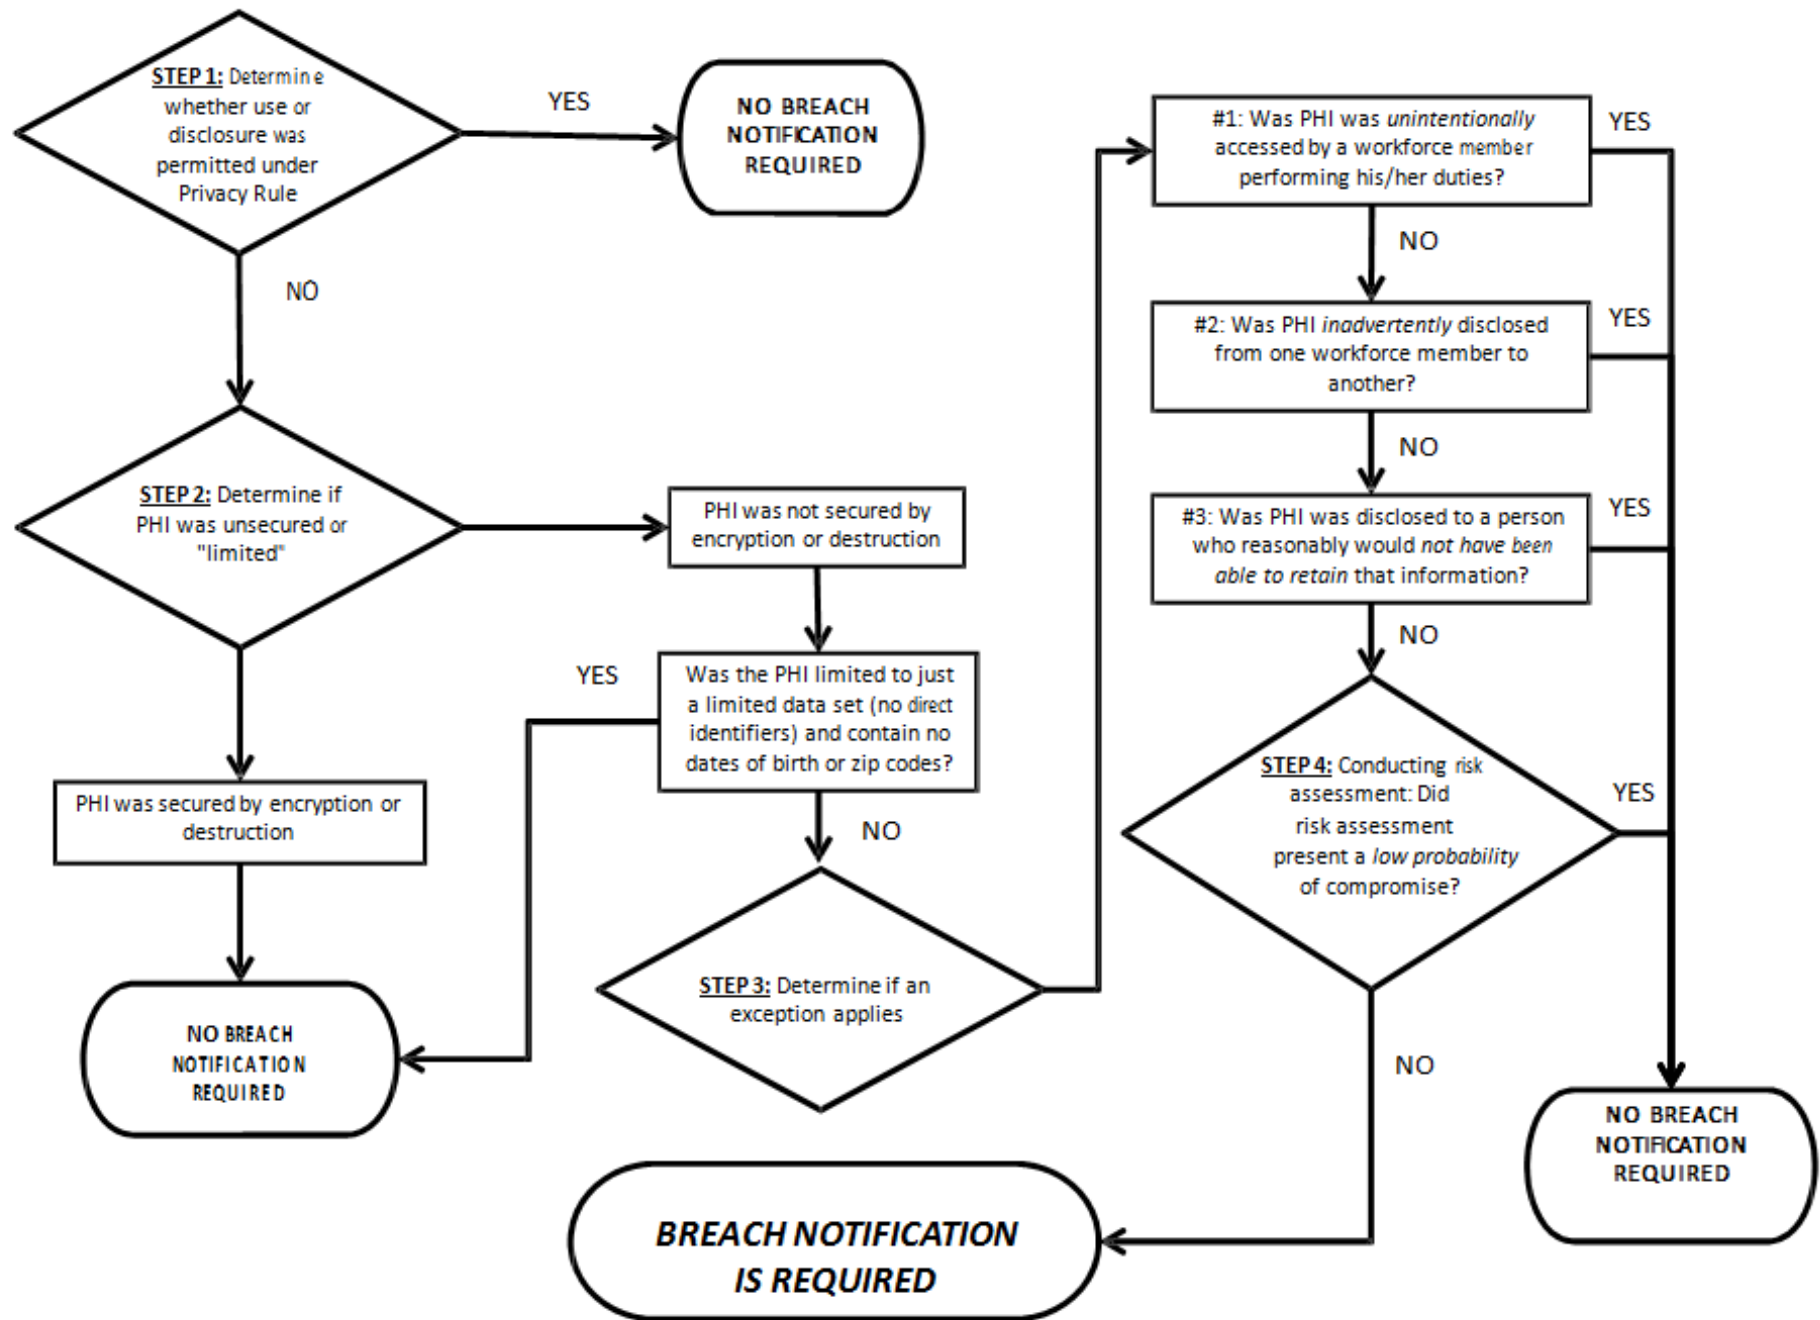 STEP 1: Determine
whether use or
disclosure was
permitted under
Privacy Rule
YES
NO BREACH
NOTIFICATION
REQUIRED
NO
STEP 2: Determine if
PHI was unsecured or
"limited"
PHI was not secured by
encryption or destruction
YES
Was the PHI limited to just
a limited data set (no direct
identifiers) and contain no
dates of birth or zip codes?
PHI was secured by encryption or
destruction
NO
NO BREACH
NOTIFICATION
REQUIRED
STEP 3: Determine if an
exception applies
#1: Was PHI was unintentionally
accessed by a workforce member
performing his/her duties?
YES
NO
#2: Was PHI inadvertently disclosed
from one workforce member to
another?
YES
NO
#3: Was PHI was disclosed to a person
who reasonably would not have been
able to retain that information?
YES
NO
STEP 4: Conducting risk
assessment: Did
risk assessment
present a low probability
of compromise?
YES
NO
NO BREACH
NOTIFICATION
REQUIRED
BREACH NOTIFICATION
IS REQUIRED